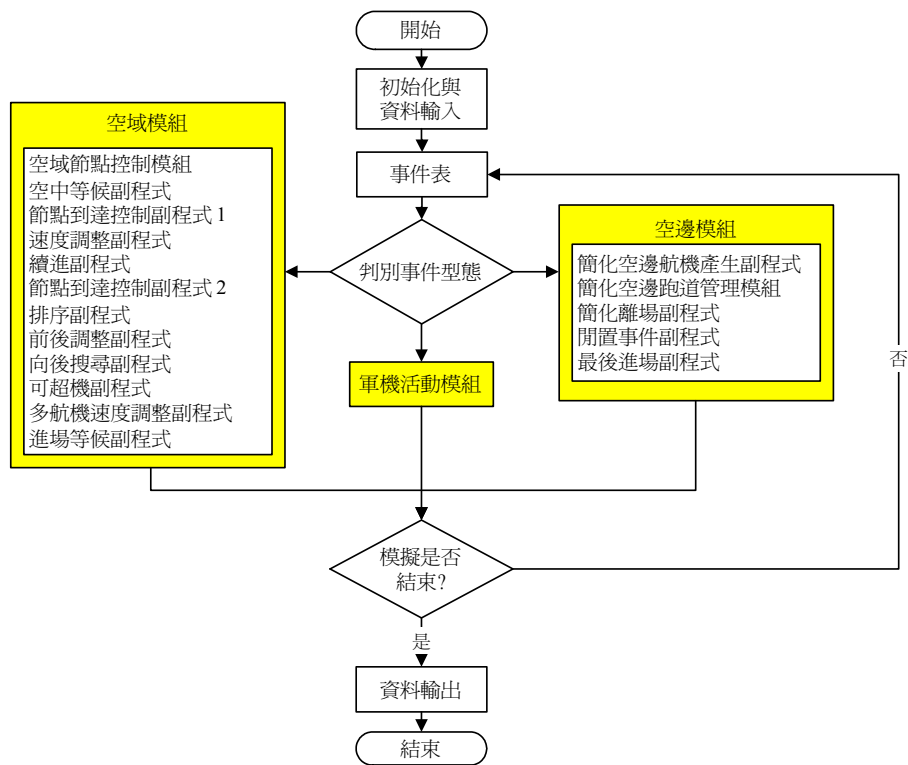 開始
初始化與
資料輸入
事件表
判別事件型態
空域模組
空域節點控制模組
空中等候副程式
節點到達控制副程式1
速度調整副程式
續進副程式
節點到達控制副程式2
排序副程式
前後調整副程式
向後搜尋副程式
可超機副程式
多航機速度調整副程式
進場等候副程式
軍機活動模組
空邊模組
簡化空邊航機產生副程式
簡化空邊跑道管理模組
簡化離場副程式
閒置事件副程式
最後進場副程式
模擬是否
結束?
否
是
資料輸出
結束